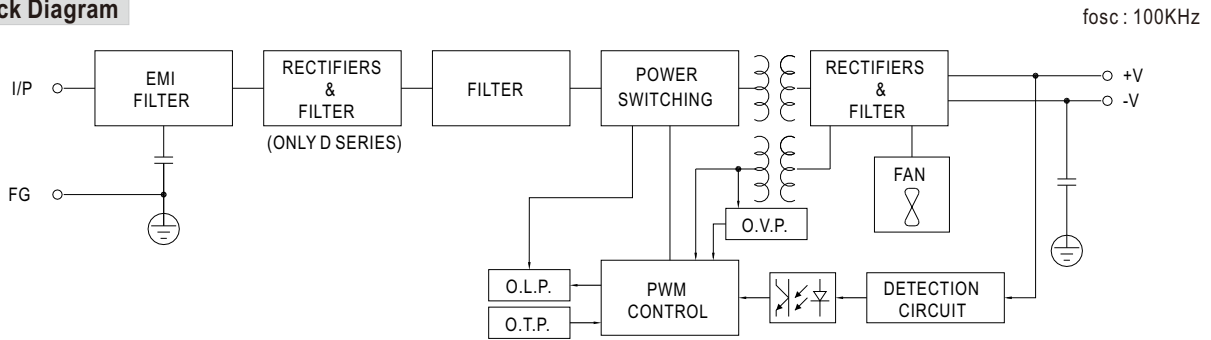 ck Diagram
fosc : 100KHz
I/P
EMI
FILTER
RECTIFIERS
&
FILTER
(ONLY D SERIES)
FILTER
POWER
SWITCHING
RECTIFIERS
&
FILTER
+V
-V
FG
FAN
O.V.P.
O.L.P.
O.T.P.
PWM
CONTROL
DETECTION
CIRCUIT